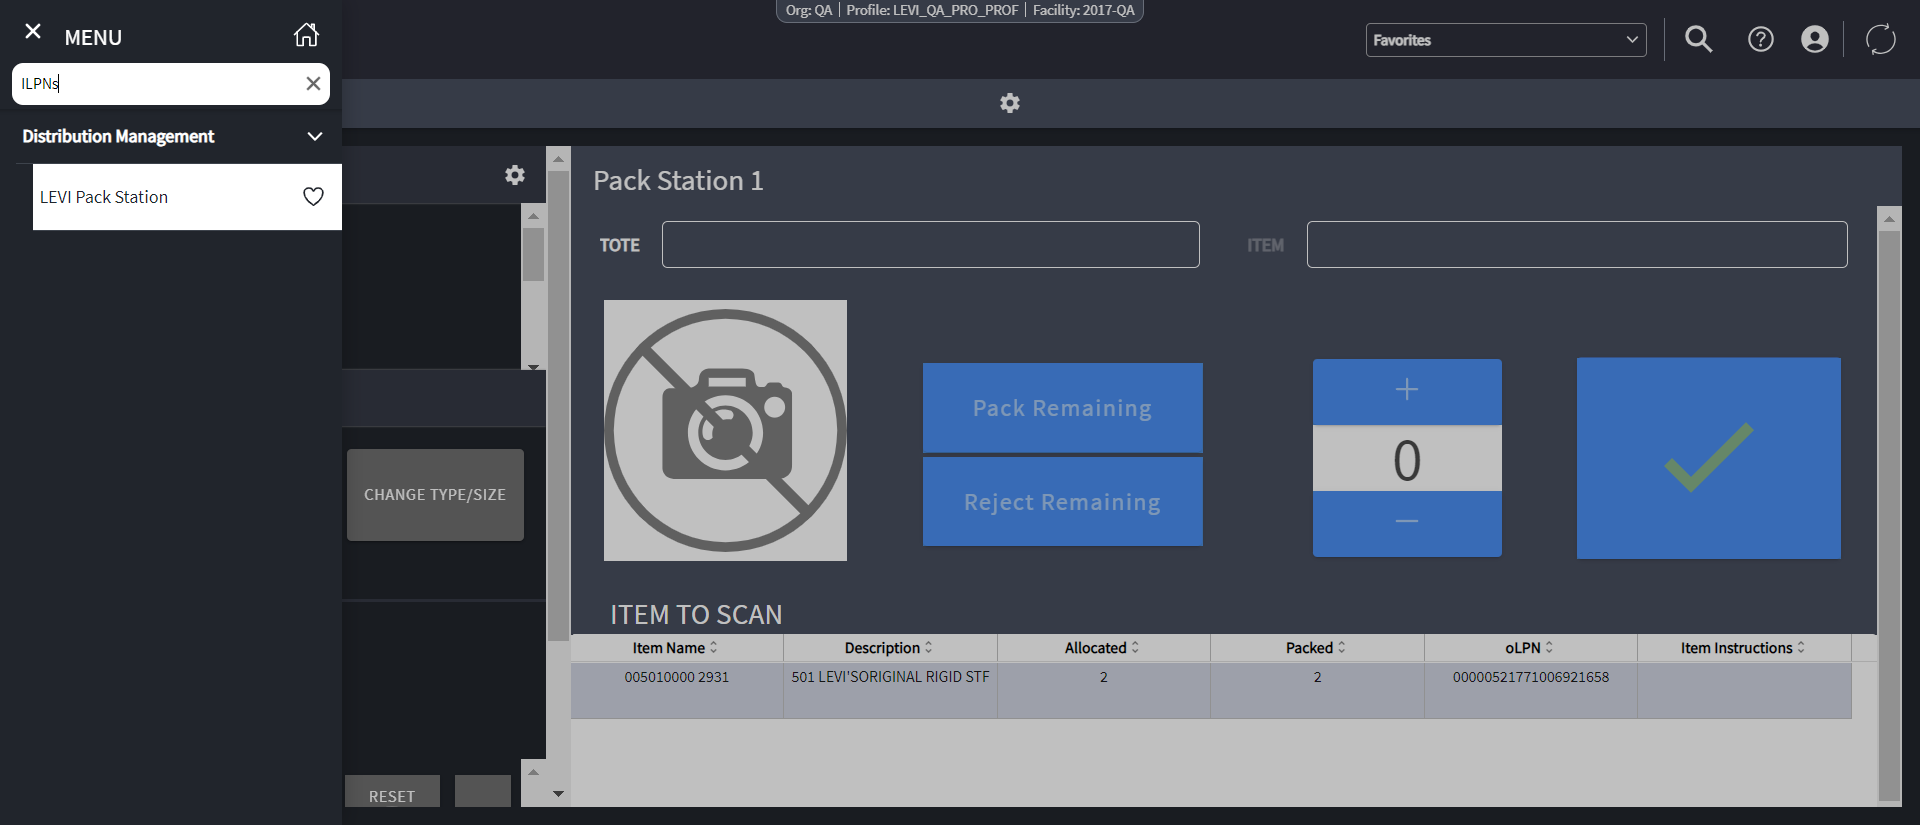 Org: QA | Profile: LEVI_QA_PRO_PROF | Facility: 2017-QA
MENU
Favorites
ILPNs
Distribution Management
LEVI Pack Station
Pack Station 1
TOTE
ITEM
Pack Remaining
+
0
Reject Remaining
−
CHANGE TYPE/SIZE
ITEM TO SCAN
Item Name Description Allocated Packed oLPN Item Instructions
005010000 2931 501 LEVI'SORIGINAL RIGID STF 2 2 00000521771006921658
RESET